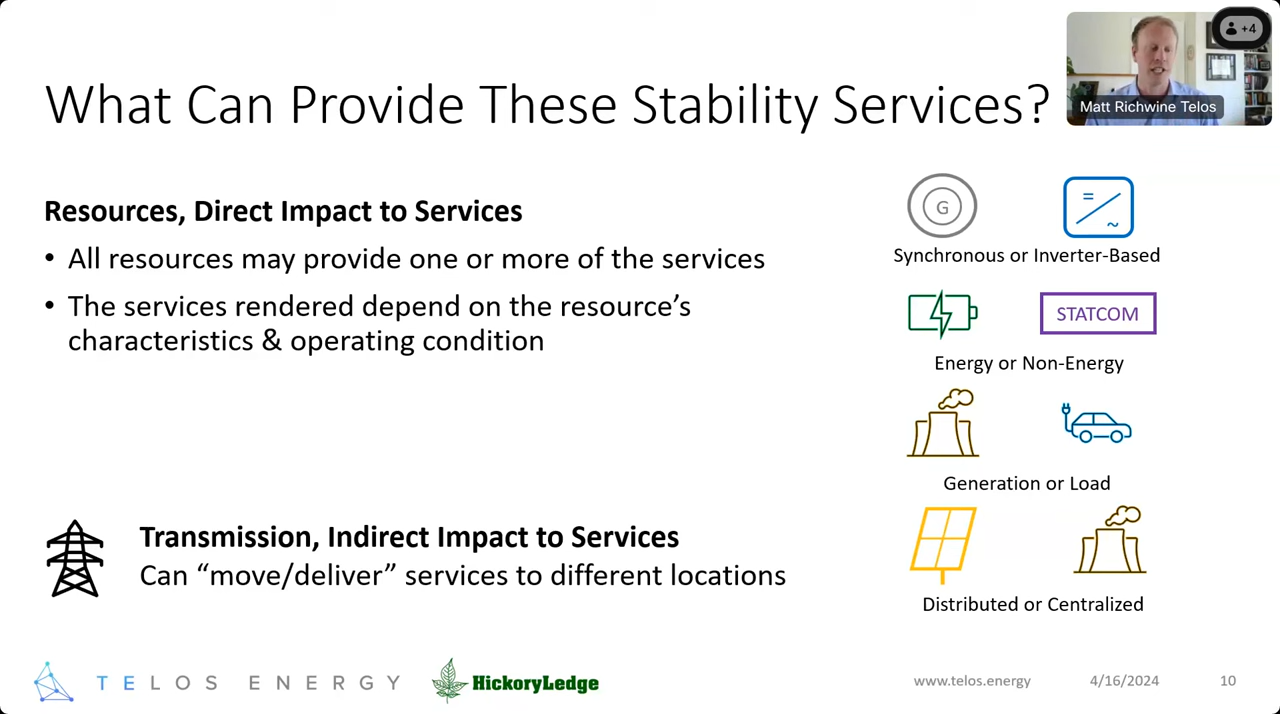 +4
Matt Richwine Telos
What Can Provide These Stability Services?
Resources, Direct Impact to Services
• All resources may provide one or more of the services
• The services rendered depend on the resource’s
characteristics & operating condition
G
=
~
Synchronous or Inverter-Based
STATCOM
Energy or Non-Energy
Generation or Load
Distributed or Centralized
Transmission, Indirect Impact to Services
Can “move/deliver” services to different locations
TELOS ENERGY
HickoryLedge
www.telos.energy
4/16/2024
10